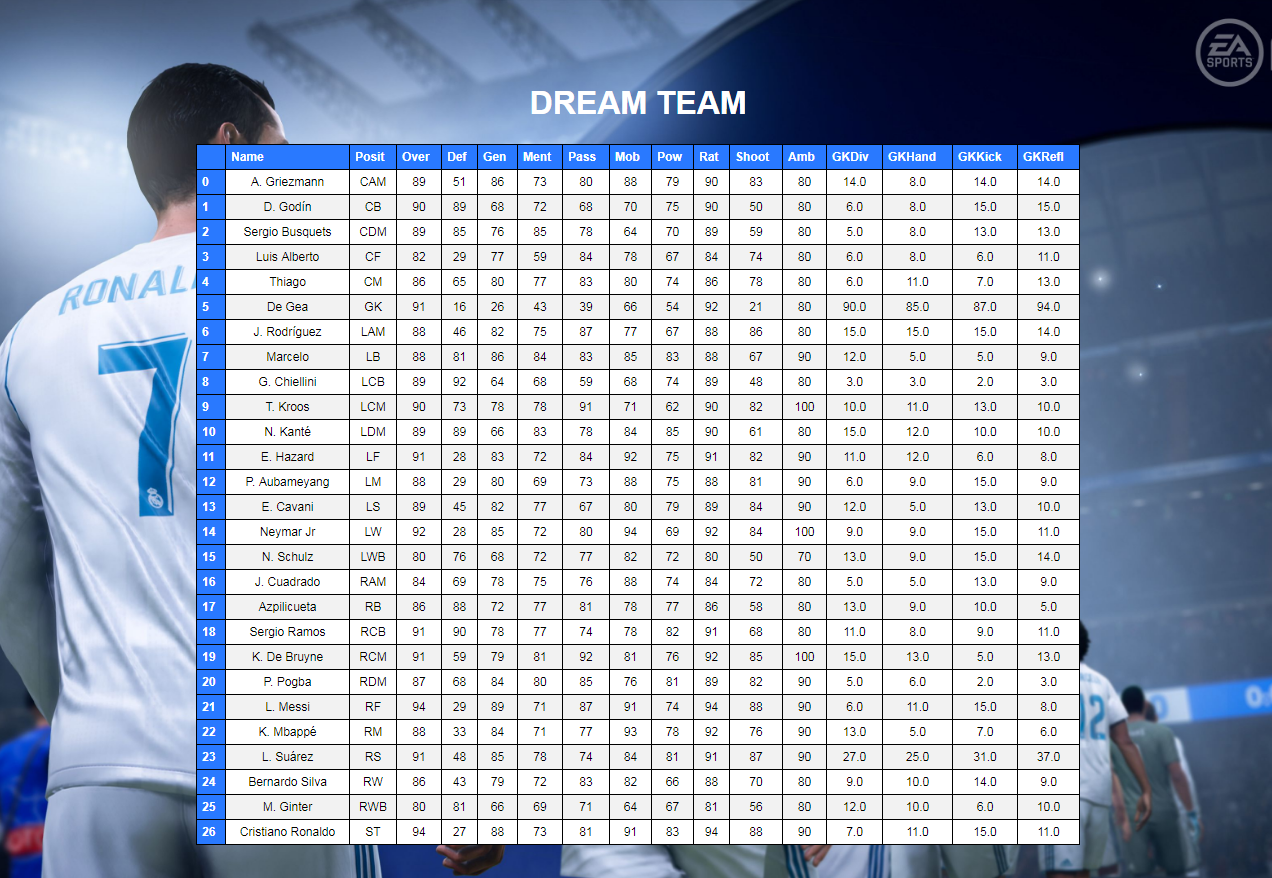 EA
SPORTS
DREAM TEAM
RONAL
7
Name Posit Over Def Gen Ment Pass Mob Pow Rat Shoot Amb GKDiv GKHand GKKick GKRefl
0 A. Griezmann CAM 89 51 86 73 80 88 79 90 83 80 14.0 8.0 14.0 14.0
1 D. Godín CB 90 89 68 72 68 70 75 90 50 80 6.0 8.0 15.0 15.0
2 Sergio Busquets CDM 89 85 76 85 78 64 70 89 59 80 5.0 8.0 13.0 13.0
3 Luis Alberto CF 82 29 77 59 84 78 67 84 74 80 6.0 8.0 6.0 11.0
4 Thiago CM 86 65 80 77 83 80 74 86 78 80 6.0 11.0 7.0 13.0
5 De Gea GK 91 16 26 43 39 66 54 92 21 80 90.0 85.0 87.0 94.0
6 J. Rodríguez LAM 88 46 82 75 87 77 67 88 86 80 15.0 15.0 15.0 14.0
7 Marcelo LB 88 81 86 84 83 85 83 88 67 90 12.0 5.0 5.0 9.0
8 G. Chiellini LCB 89 92 64 68 59 68 74 89 48 80 3.0 3.0 2.0 3.0
9 T. Kroos LCM 90 73 78 78 91 71 62 90 82 100 10.0 11.0 13.0 10.0
10 N. Kanté LDM 89 89 66 83 78 84 85 90 61 80 15.0 12.0 10.0 10.0
11 E. Hazard LF 91 28 83 72 84 92 75 91 82 90 11.0 12.0 6.0 8.0
12 P. Aubameyang LM 88 29 80 69 73 88 75 88 81 90 6.0 9.0 15.0 9.0
13 E. Cavani LS 89 45 82 77 67 80 79 89 84 90 12.0 5.0 13.0 10.0
14 Neymar Jr LW 92 28 85 72 80 94 69 92 84 100 9.0 9.0 15.0 11.0
15 N. Schulz LWB 80 76 68 72 77 82 72 80 50 70 13.0 9.0 15.0 14.0
16 J. Cuadrado RAM 84 69 78 75 76 88 74 84 72 80 5.0 5.0 13.0 9.0
17 Azpilicueta RB 86 88 72 77 81 78 77 86 58 80 13.0 9.0 10.0 5.0
18 Sergio Ramos RCB 91 90 78 77 74 78 82 91 68 80 11.0 8.0 9.0 11.0
19 K. De Bruyne RCM 91 59 79 81 92 81 76 92 85 100 15.0 13.0 5.0 13.0
20 P. Pogba RDM 87 68 84 80 85 76 81 89 82 90 5.0 6.0 2.0 3.0
21 L. Messi RF 94 29 89 71 87 91 74 94 88 90 6.0 11.0 15.0 8.0
22 K. Mbappé RM 88 33 84 71 77 93 78 92 76 90 13.0 5.0 7.0 6.0
23 L. Suárez RS 91 48 85 78 74 84 81 91 87 90 27.0 25.0 31.0 37.0
24 Bernardo Silva RW 86 43 79 72 83 82 66 88 70 80 9.0 10.0 14.0 9.0
25 M. Ginter RWB 80 81 66 69 71 64 67 81 56 80 12.0 10.0 6.0 10.0
26 Cristiano Ronaldo ST 94 27 88 73 81 91 83 94 88 90 7.0 11.0 15.0 11.0
12